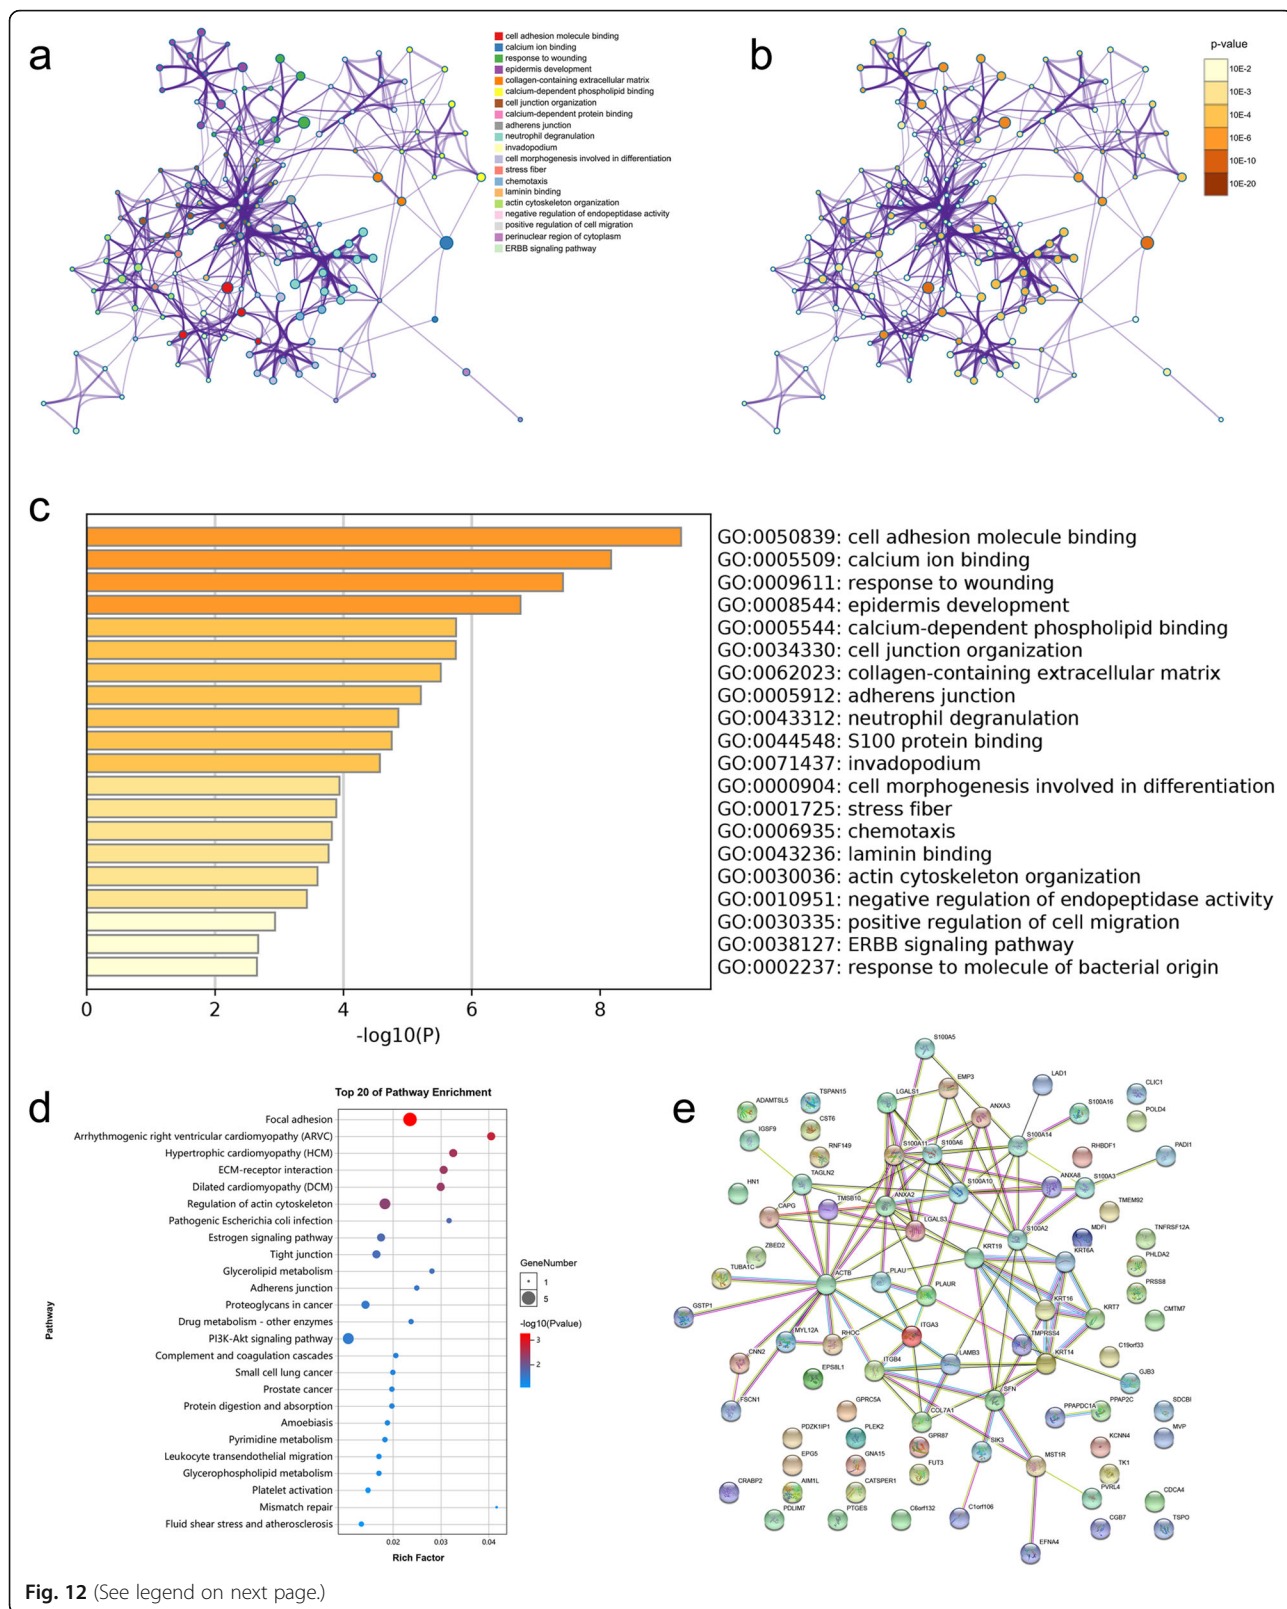 a
cell adhesion molecule binding
calcium ion binding
response to wounding
epidermis development
collagen-containing extracellular matrix
calcium-dependent phospholipid binding
cell junction organization
calcium-dependent protein binding
adherens junction
neutrophil degranulation
invadopodium
cell morphogenesis involved in differentiation
stress fiber
chemotaxis
laminin binding
actin cytoskeleton organization
negative regulation of endopeptidase activity
positive regulation of cell migration
perinuclear region of cytoplasm
ERBB signaling pathway
b
p-value
10E-2
10E-3
10E-4
10E-6
10E-10
10E-20
c
GO:0050839: cell adhesion molecule binding
GO:0005509: calcium ion binding
GO:0009611: response to wounding
GO:0008544: epidermis development
GO:0005544: calcium-dependent phospholipid binding
GO:0034330: cell junction organization
GO:0062023: collagen-containing extracellular matrix
GO:0005912: adherens junction
GO:0043312: neutrophil degranulation
GO:0044548: S100 protein binding
GO:0071437: invadopodium
GO:0000904: cell morphogenesis involved in differentiation
GO:0001725: stress fiber
GO:0006935: chemotaxis
GO:0043236: laminin binding
GO:0030036: actin cytoskeleton organization
GO:0010951: negative regulation of endopeptidase activity
GO:0030335: positive regulation of cell migration
GO:0038127: ERBB signaling pathway
GO:0002237: response to molecule of bacterial origin
0 2 4 6 8
-log10(P)
d
Top 20 of Pathway Enrichment
Pathway
Focal adhesion
Arrhythmogenic right ventricular cardiomyopathy (ARVC)
Hypertrophic cardiomyopathy (HCM)
ECM-receptor interaction
Dilated cardiomyopathy (DCM)
Regulation of actin cytoskeleton
Pathogenic Escherichia coli infection
Estrogen signaling pathway
Tight junction
Glycerolipid metabolism
Adherens junction
Proteoglycans in cancer
Drug metabolism - other enzymes
PI3K-Akt signaling pathway
Complement and coagulation cascades
Small cell lung cancer
Prostate cancer
Protein digestion and absorption
Amoebiasis
Pyrimidine metabolism
Leukocyte transendothelial migration
Glycerophospholipid metabolism
Platelet activation
Mismatch repair
Fluid shear stress and atherosclerosis
0.02 0.03 0.04
Rich Factor
GeneNumber
1
5
-log10(Pvalue)
3
2
e
S100A5
EMP3
LAD1
CLIC1
TSPAN15
LGALS1
ADAMTSL5
ANXA3
S100A16
POLD4
CST6
IGSF9
S100A11
S100A6
S100A14
RHBDF1
PADI1
RNF149
TAGLN2
ANXA2
S100A10
ANXA8
S100A3
HN1
TMSB10
CAPG
LGALS3
TMEM92
S100A2
MDFI
TNFRSF12A
ZBED2
KRT19
KRT6A
PHLDA2
TUBA1C
ACTB
PLAU
PLAUR
PRSS8
GSTP1
KRT16
KRT7
CMTM7
MYL12A
RHOC
ITGA3
TMPRSS4
CNN2
ITGB4
LAMB3
KRT14
C19orf33
EPS8L1
GJB3
FSCN1
GPRC5A
COL7A1
SFN
PPAPDC1A
PPAP2C
SDCBI
PDZK1IP1
PLEK2
GPR87
SIK3
KCNN4
MVP
EPG5
GNA15
FUT3
MST1R
TK1
CRABP2
AIM1L
CATSPER1
PVRL4
CDCA4
PDLIM7
PTGES
C6orf132
C1orf106
CGB7
TSPO
EFNA4
Fig. 12 (See legend on next page.)